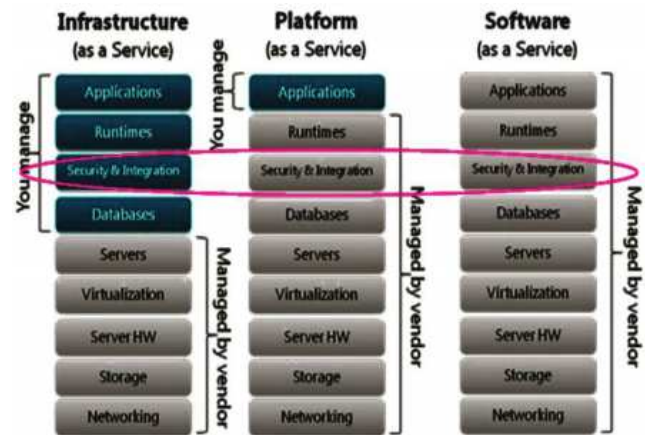 Infrastructure
(as a Service)
Platform
(as a Service)
Software
(as a Service)
You manage
Applications
Runtimes
Security & Integration
Databases
Servers
Virtualization
Server HW
Storage
Networking
Managed by vendor
You manage
Applications
Runtimes
Security & Integration
Databases
Servers
Virtualization
Server HW
Storage
Networking
Managed by vendor
Applications
Runtimes
Security & Integration
Databases
Servers
Virtualization
Server HW
Storage
Networking
Managed by vendor